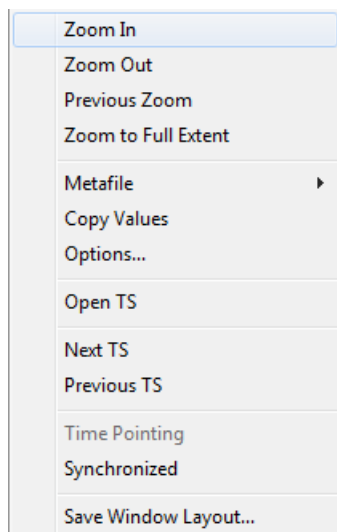 Zoom In
Zoom Out
Previous Zoom
Zoom to Full Extent
Metafile
Copy Values
Options...
Open TS
Next TS
Previous TS
Time Pointing
Synchronized
Save Window Layout...